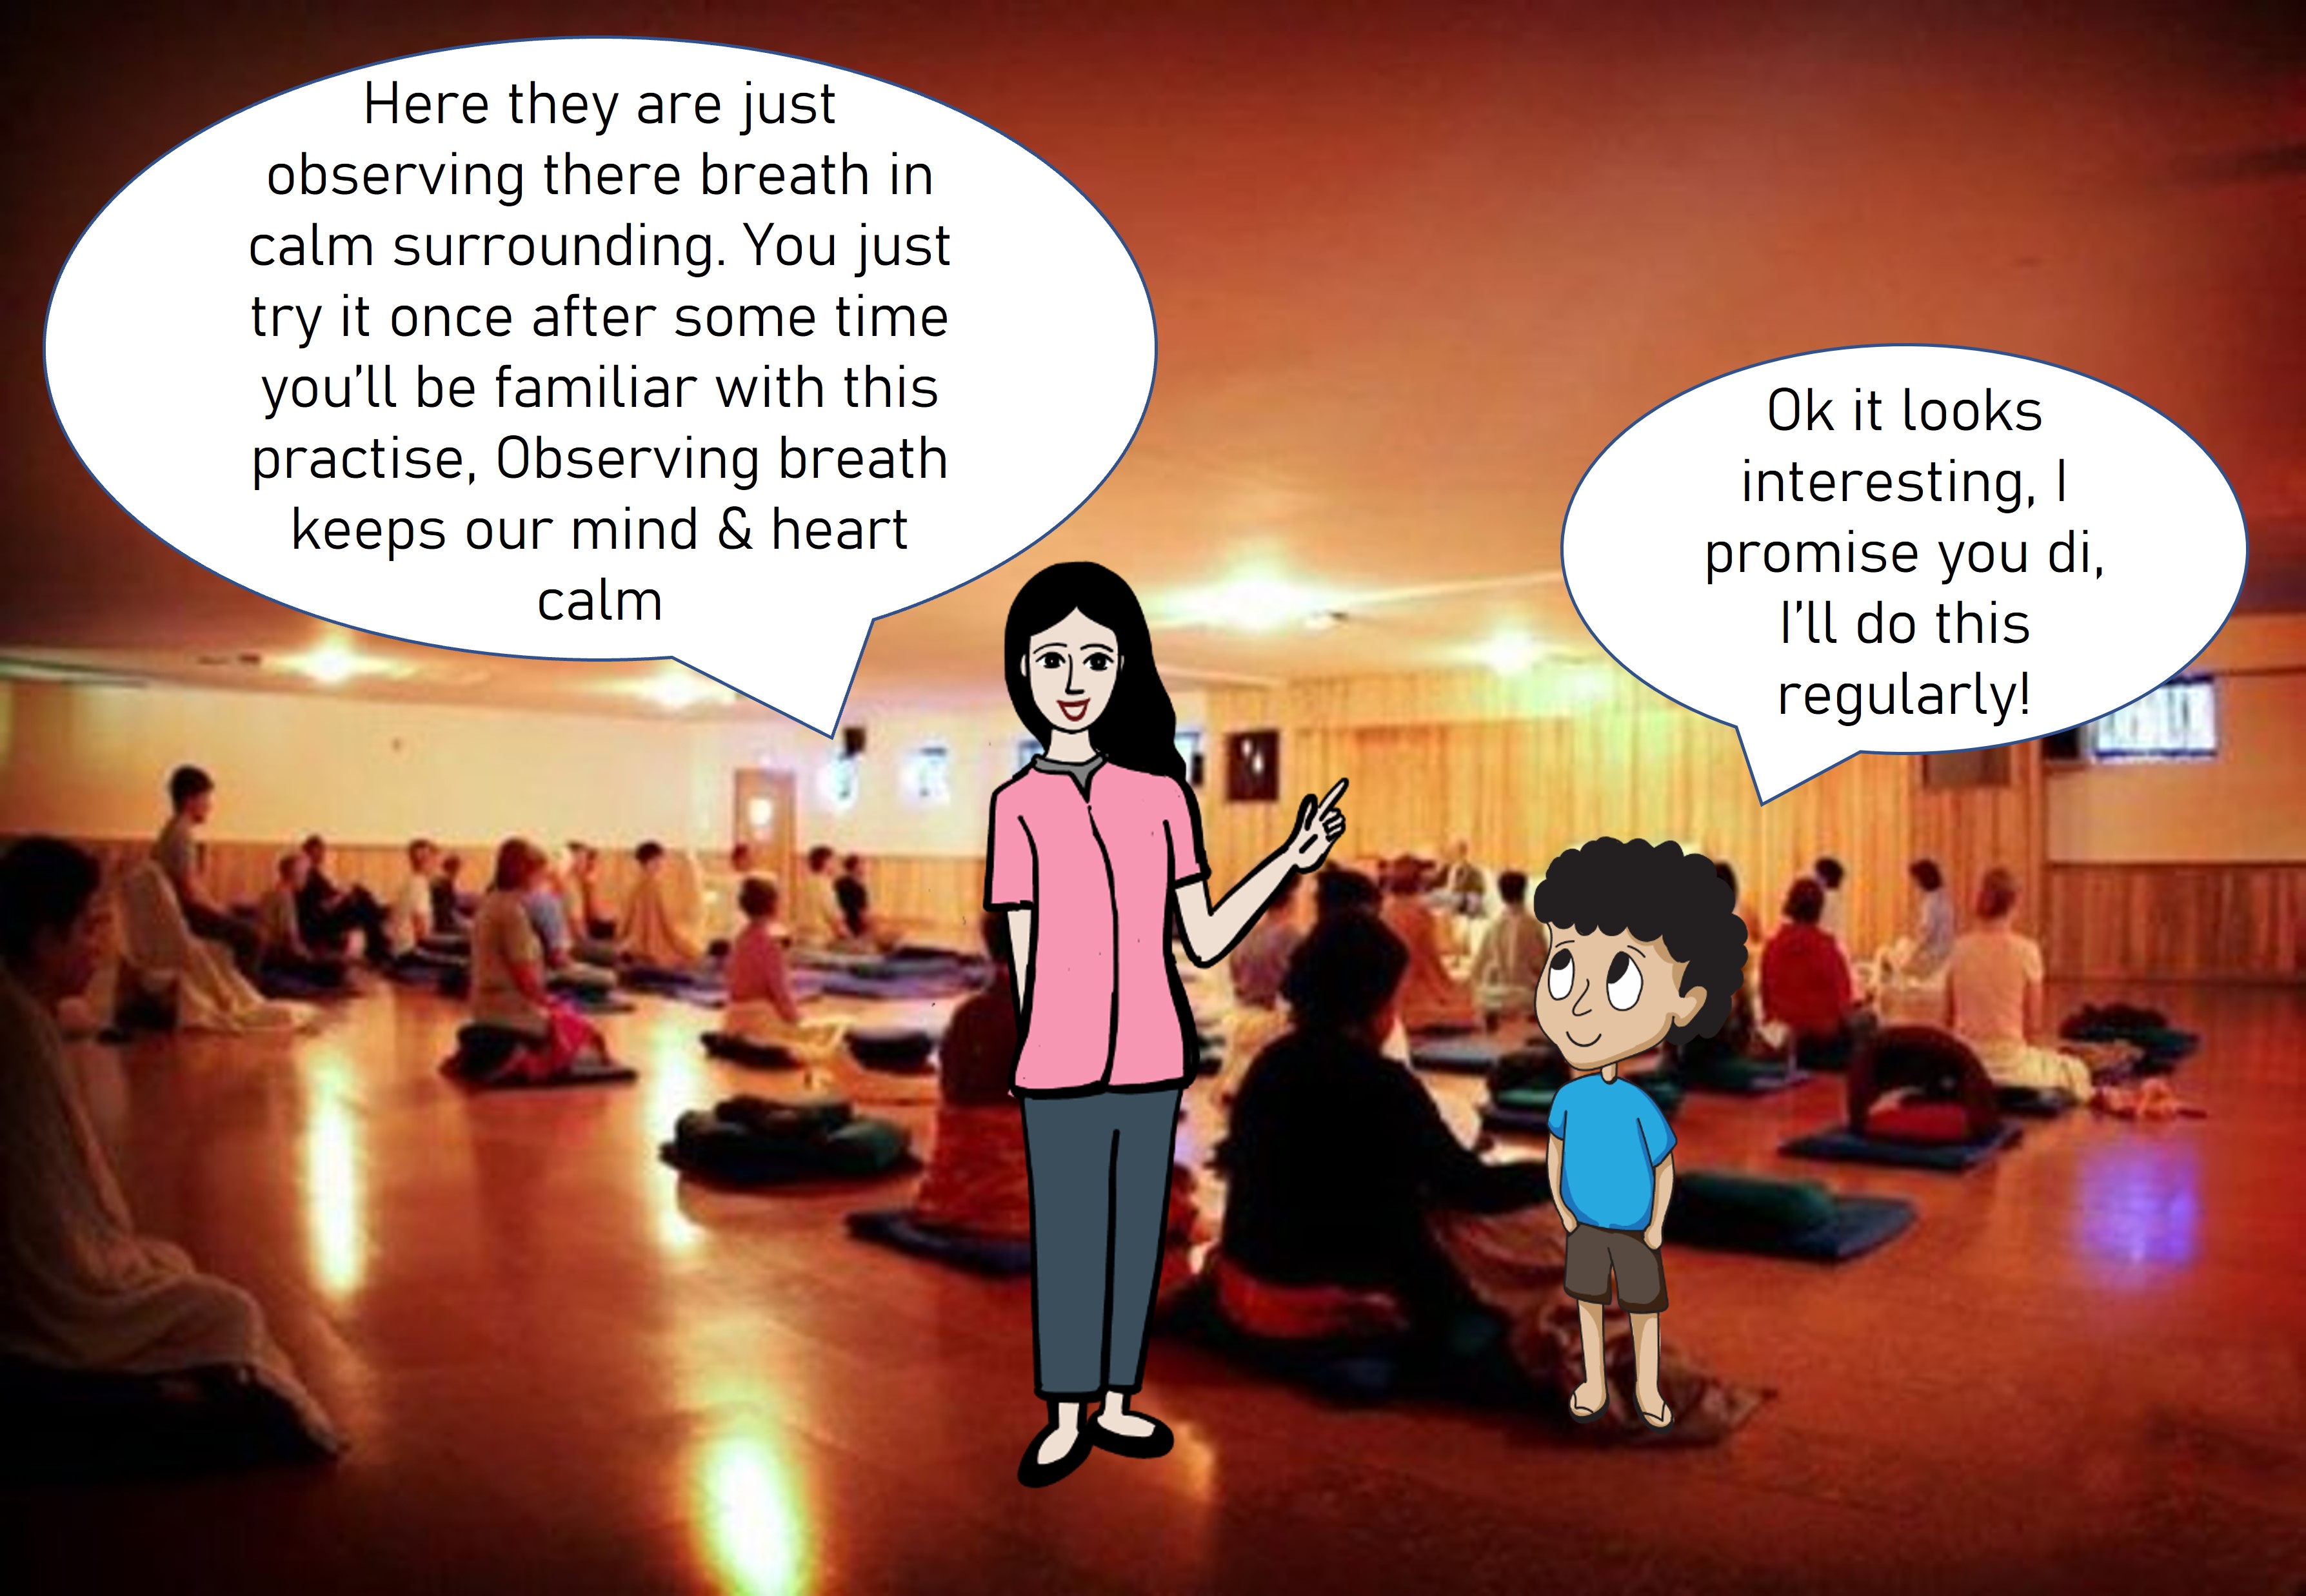 Here they are just
observing there breath in
calm surrounding. You just
try it once after some time
you'll be familiar with this
practise, Observing breath
keeps our mind & heart
calm
Ok it looks
interesting, I
promise you di,
I'll do this
regularly!